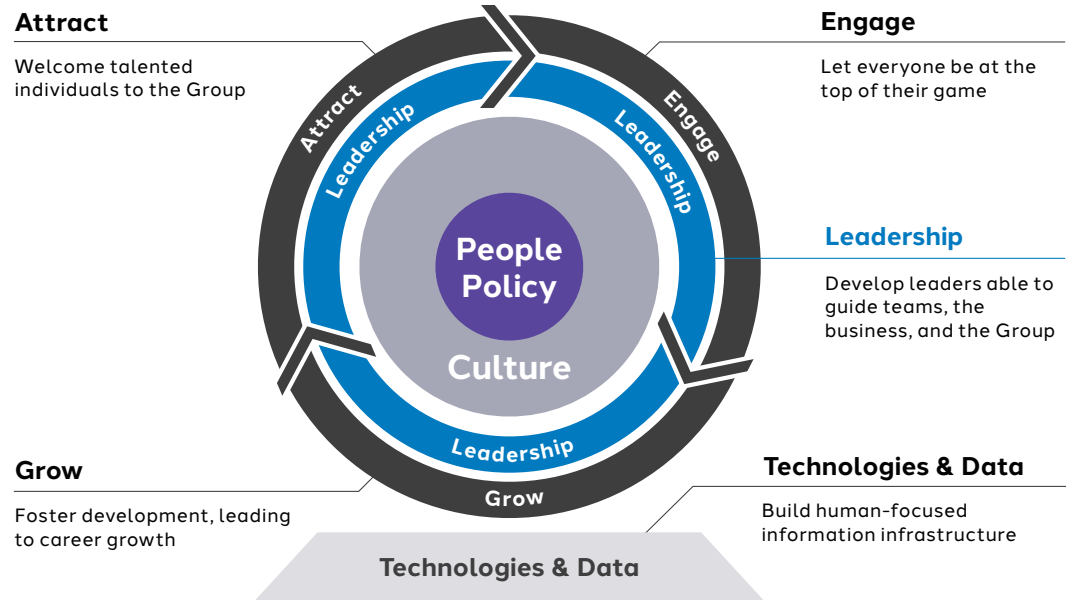 Attract
Welcome talented
individuals to the Group
Engage
Let everyone be at the
top of their game
Attract
Leadership
Engage
Leadership
People
Policy
Culture
Leadership
Develop leaders able to
guide teams, the
business, and the Group
Leadership
Grow
Grow
Foster development, leading
to career growth
Technologies & Data
Build human-focused
information infrastructure
Technologies & Data